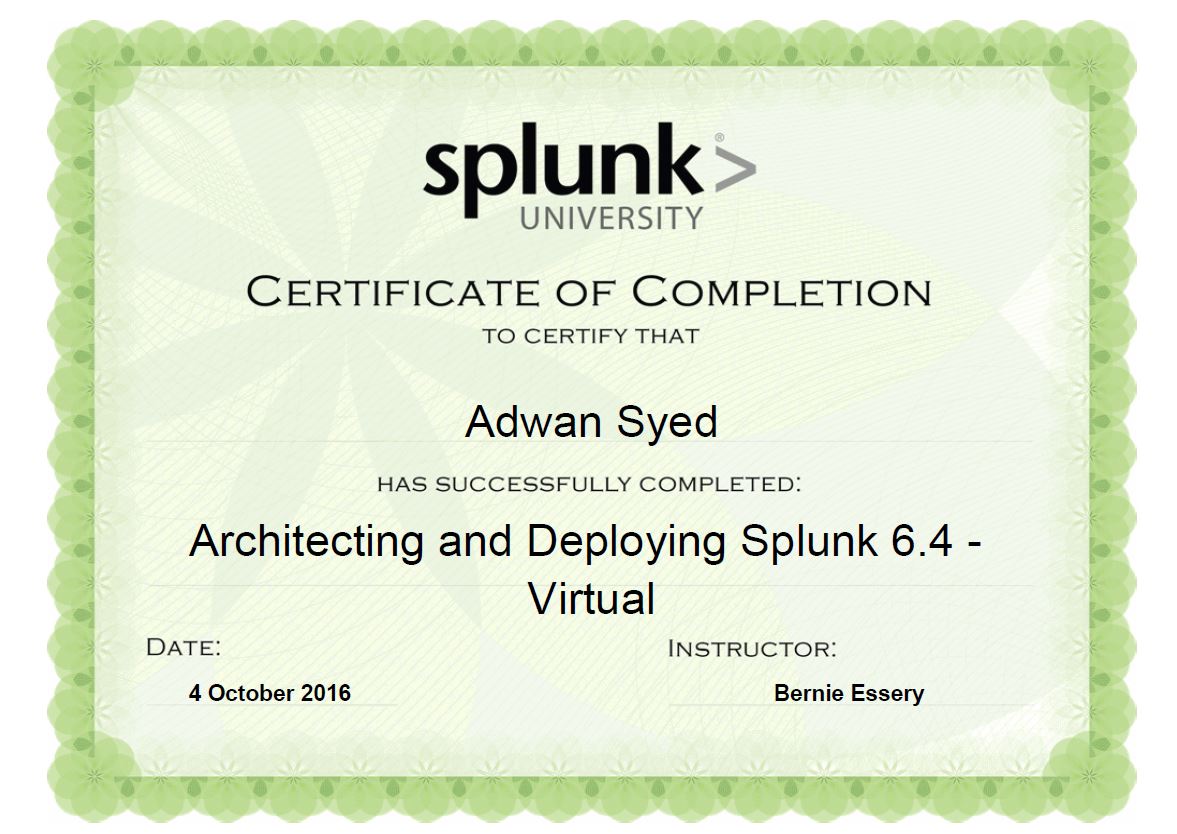 splunk>®
UNIVERSITY
CERTIFICATE OF COMPLETION
TO CERTIFY THAT
Adwan Syed
HAS SUCCESSFULLY COMPLETED:
Architecting and Deploying Splunk 6.4 -
Virtual
DATE:
INSTRUCTOR:
4 October 2016
Bernie Essery